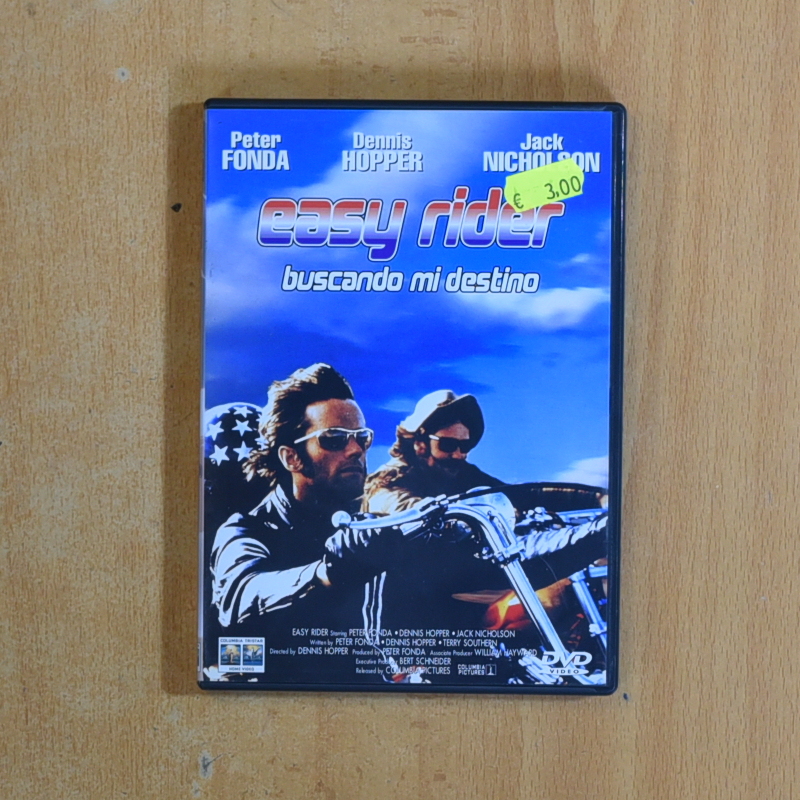 Peter Dennis Jack
FONDA HOPPER NICHOLSON
€ 3,00
easy rider
buscando mi destino
EASY RIDER Starring PETER FONDA • DENNIS HOPPER • JACK NICHOLSON
Written by PETER FONDA • DENNIS HOPPER • TERRY SOUTHERN
Directed by DENNIS HOPPER Produced by PETER FONDA Associate Producer WILLIAM HAYWARD
Executive BERT SCHNEIDER
Released by COLUMBIA PICTURES
COLUMBIA
PICTURES
COLUMBIA TRISTAR
HOME VIDEO
DVD
VIDEO